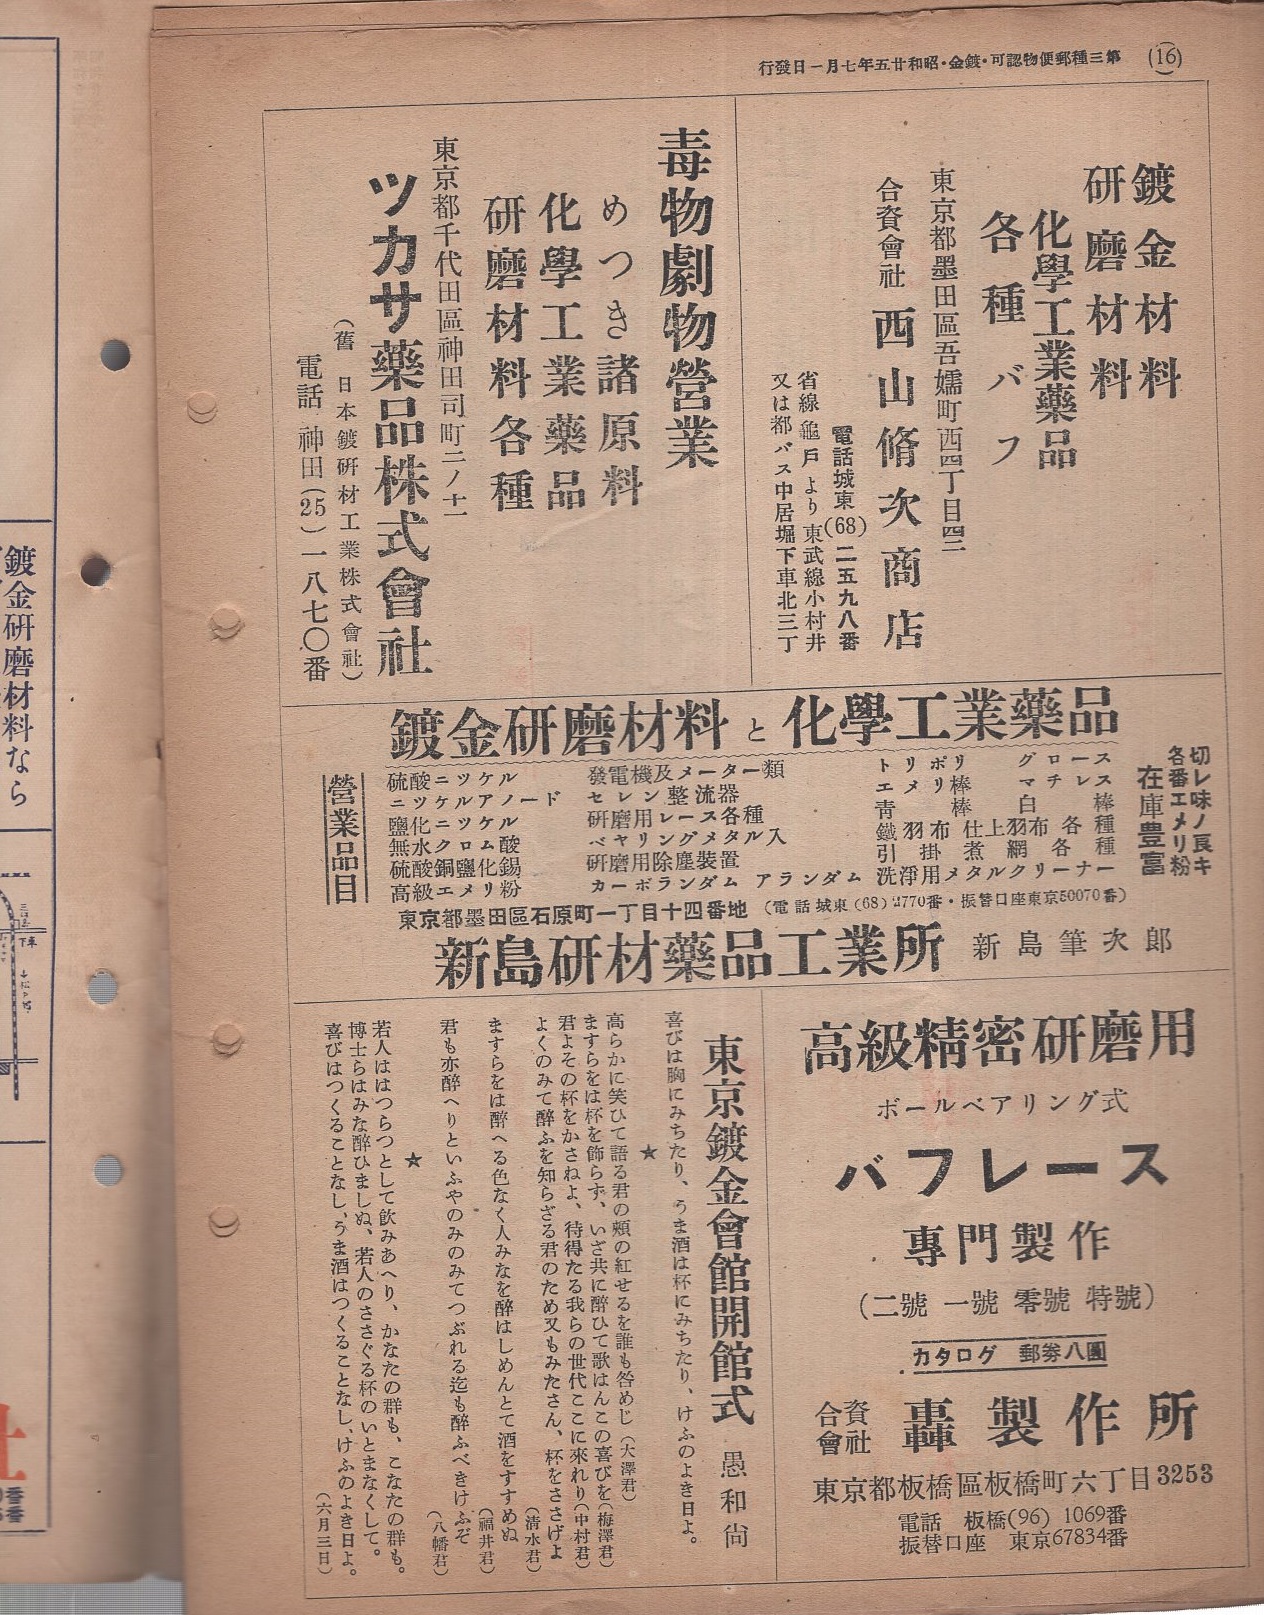 (16)
第三種郵便物認可・鍍金・昭和廿五年七月一日發行
鍍金材料
研磨材料
化學工業藥品
各種バフ
東京都墨田區吾嬬町西四丁目四二
合資會社 西山脩次商店
電話城東(68)二五九八番
省線龜戸より東武線小村井
又は都バス中居堀下車北三丁
毒物劇物營業
めつき諸原料
化學工業藥品
研磨材料各種
東京都千代田區神田司町二ノ十一
ツカサ藥品株式會社
(舊 日本鍍硏材工業株式會社)
電話 神田(25)一八七〇番
鍍金研磨材料と化學工業藥品
切レ味ノ良キ
各番エメリ粉
在庫豊富
營業品目
硫酸ニツケル
ニツケルアノード
鹽化ニツケル
無水クロム酸
硫酸銅鹽化錫
高級エメリ粉
發電機及メーター類
セレン整流器
研磨用レース各種
ベヤリングメタル入
研磨用除塵裝置
カーボランダム アランダム
トリポリ グロース
エメリ棒 マチレス
青棒 白棒
鐵羽布仕上羽布各種
引掛煮網各種
洗淨用メタルクリーナー
東京都墨田區石原町一丁目十四番地 (電話城東(68)2770番・振替口座東京50070番)
新島研材藥品工業所 新島筆次郎
高級精密研磨用
ボールベアリング式
バフレース
專門製作
(二號 一號 零號 特號)
カタログ 郵券八圓
合資會社 轟製作所
東京都板橋區板橋町六丁目3253
電話 板橋(96) 1069番
振替口座 東京67834番
東京鍍金會館開館式 愚和尚
喜びは胸にみちたり、うま酒は杯にみちたり、けふのよき日よ。
★
高らかに笑ひて語る君の頰の紅せるを誰も咎めじ(大澤君)
ますらをは杯を飾らず、いざ共に醉ひて歌はんこの喜びを(梅澤君)
君よその杯をかさねよ、待得たる我らの世代ここに來れり(中村君)
よくのみて醉ふを知らざる君のため又もみたさん、杯をささげよ(清水君)
ますらをは醉へる色なく人みなを醉はしめんとて酒をすすめぬ(福井君)
君も亦醉へりといふやのみのみてつぶれる迄も醉ふべきけふぞ(八幡君)
★
若人ははつらつとして飲みあへり、かなたの群も、こなたの群も。
博士らはみな醉ひましぬ、若人のささぐる杯のいとまなくして。
喜びはつくることなし、うま酒はつくることなし、けふのよき日よ。(六月三日)
鍍金研磨材料なら
下車